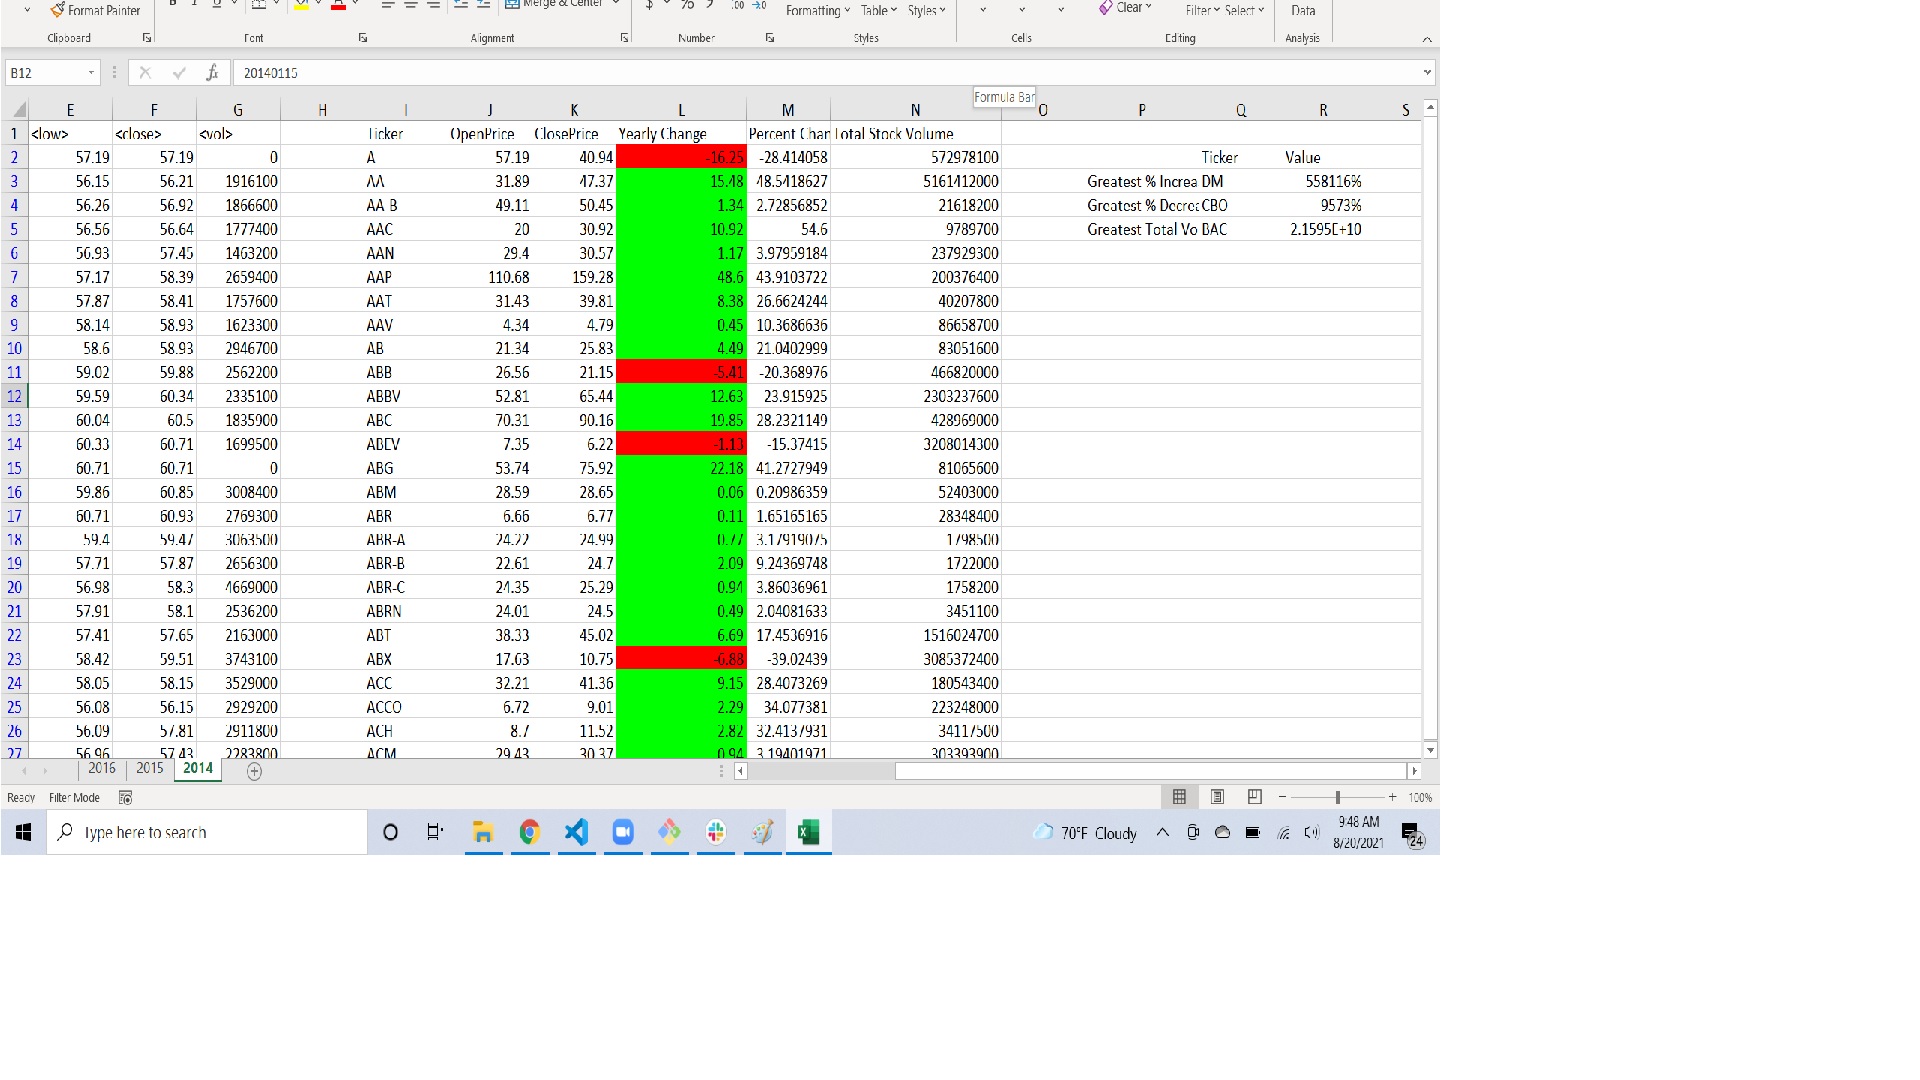 Format Painter Merge & Center $ % 00 →0 Formatting Table Styles Clear Filter Select Data
Clipboard Font Alignment Number Styles Cells Editing Analysis
B12 fx 20140115
Formula Bar
E F G H I J K L M N O P Q R S
1 <low> <close> <vol> Ticker OpenPrice ClosePrice Yearly Change Percent Chan Total Stock Volume
2 57.19 57.19 0 A 57.19 40.94 -16.25 -28.414058 572978100 Ticker Value
3 56.15 56.21 1916100 AA 31.89 47.37 15.48 48.5418627 5161412000 Greatest % Increa DM 558116%
4 56.26 56.92 1866600 AA-B 49.11 50.45 1.34 2.72856852 21618200 Greatest % Decrea CBO 9573%
5 56.56 56.64 1777400 AAC 20 30.92 10.92 54.6 9789700 Greatest Total Vo BAC 2.1595E+10
6 56.93 57.45 1463200 AAN 29.4 30.57 1.17 3.97959184 237929300
7 57.17 58.39 2659400 AAP 110.68 159.28 48.6 43.9103722 200376400
8 57.87 58.41 1757600 AAT 31.43 39.81 8.38 26.6624244 40207800
9 58.14 58.93 1623300 AAV 4.34 4.79 0.45 10.3686636 86658700
10 58.6 58.93 2946700 AB 21.34 25.83 4.49 21.0402999 83051600
11 59.02 59.88 2562200 ABB 26.56 21.15 -5.41 -20.368976 466820000
12 59.59 60.34 2335100 ABBV 52.81 65.44 12.63 23.915925 2303237600
13 60.04 60.5 1835900 ABC 70.31 90.16 19.85 28.2321149 428969000
14 60.33 60.71 1699500 ABEV 7.35 6.22 -1.13 -15.37415 3208014300
15 60.71 60.71 0 ABG 53.74 75.92 22.18 41.2727949 81065600
16 59.86 60.85 3008400 ABM 28.59 28.65 0.06 0.20986359 52403000
17 60.71 60.93 2769300 ABR 6.66 6.77 0.11 1.65165165 28348400
18 59.4 59.47 3063500 ABR-A 24.22 24.99 0.77 3.17919075 1798500
19 57.71 57.87 2656300 ABR-B 22.61 24.7 2.09 9.24369748 1722000
20 56.98 58.3 4669000 ABR-C 24.35 25.29 0.94 3.86036961 1758200
21 57.91 58.1 2536200 ABRN 24.01 24.5 0.49 2.04081633 3451100
22 57.41 57.65 2163000 ABT 38.33 45.02 6.69 17.4536916 1516024700
23 58.42 59.51 3743100 ABX 17.63 10.75 -6.88 -39.02439 3085372400
24 58.05 58.15 3529000 ACC 32.21 41.36 9.15 28.4073269 180543400
25 56.08 56.15 2929200 ACCO 6.72 9.01 2.29 34.077381 223248000
26 56.09 57.81 2911800 ACH 8.7 11.52 2.82 32.4137931 34117500
27 56.96 57.43 2283800 ACM 29.43 30.37 0.94 3.19401971 303393900
2016 2015 2014
Ready Filter Mode 100%
Type here to search 70°F Cloudy 9:48 AM
8/20/2021 24